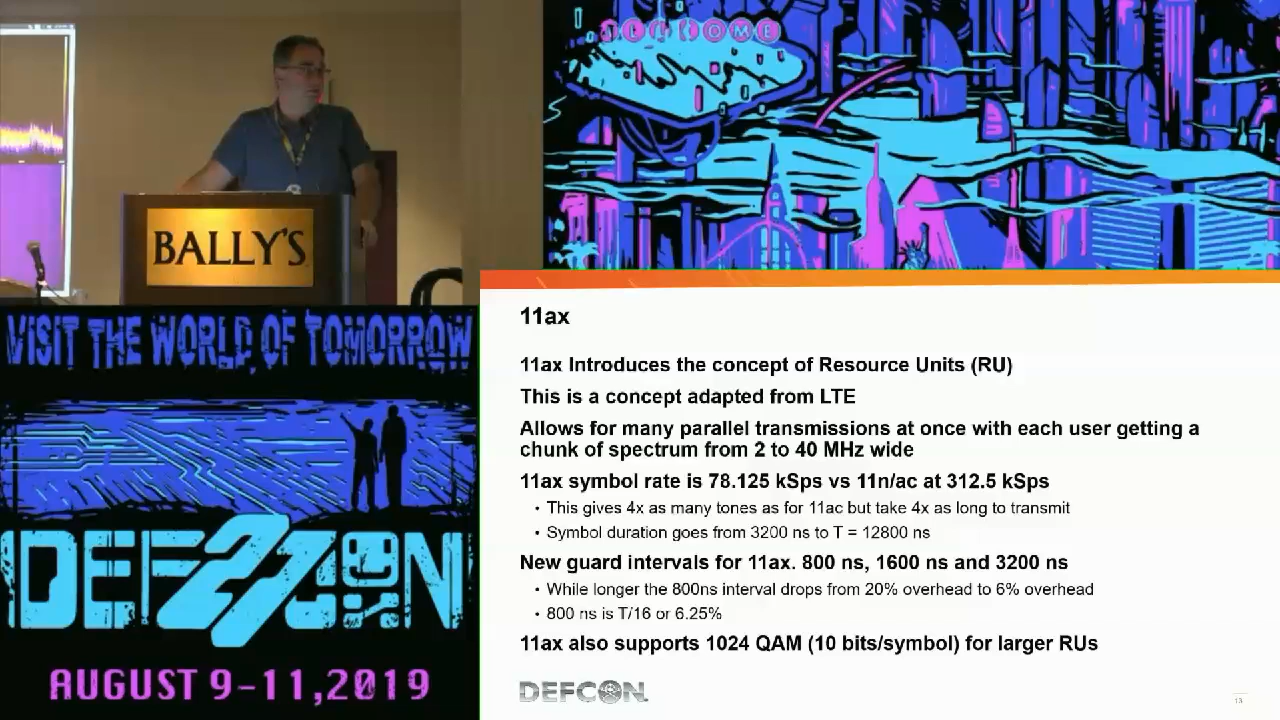 WELCOME
BALLY'S
VISIT THE WORLD OF TOMORROW
DEFCON
27
AUGUST 9-11,2019
11ax
11ax Introduces the concept of Resource Units (RU)
This is a concept adapted from LTE
Allows for many parallel transmissions at once with each user getting a
chunk of spectrum from 2 to 40 MHz wide
11ax symbol rate is 78.125 kSps vs 11n/ac at 312.5 kSps
• This gives 4x as many tones as for 11ac but take 4x as long to transmit
• Symbol duration goes from 3200 ns to T = 12800 ns
New guard intervals for 11ax. 800 ns, 1600 ns and 3200 ns
• While longer the 800ns interval drops from 20% overhead to 6% overhead
• 800 ns is T/16 or 6.25%
11ax also supports 1024 QAM (10 bits/symbol) for larger RUs
DEFCON
13